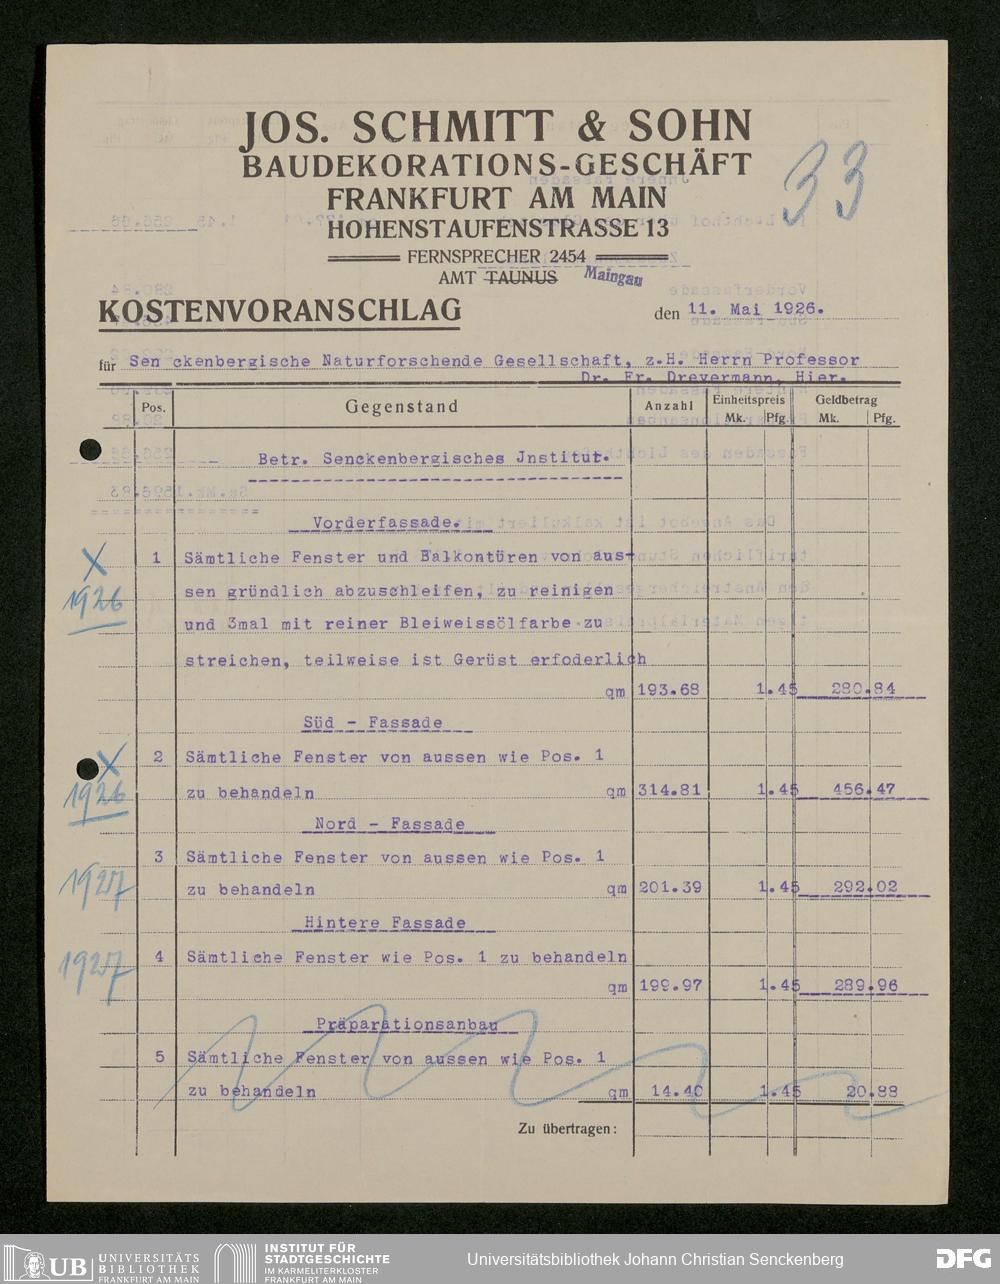 JOS. SCHMITT & SOHN
BAUDEKORATIONS-GESCHÄFT
FRANKFURT AM MAIN
HOHENSTAUFENSTRASSE 13
FERNSPRECHER 2454
AMT TAUNUS Maingau
33
KOSTENVORANSCHLAG
den 11. Mai 1926.
für Sen ckenbergische Naturforschende Gesellschaft, z.H. Herrn Professor
Dr. Fr. Drevermann, Hier.
Pos. Gegenstand Anzahl Einheitspreis Mk. Pfg. Geldbetrag Mk. Pfg.
Betr. Senckenbergisches Jnstitut.
Vorderfassade.
X 1 Sämtliche Fenster und Balkontüren von aus-
1926 sen gründlich abzuschleifen, zu reinigen
und 3mal mit reiner Bleiweissölfarbe zu
streichen, teilweise ist Gerüst erfoderlich
qm 193.68 1.45 280.84
Süd - Fassade
X 2 Sämtliche Fenster von aussen wie Pos. 1
1926 zu behandeln qm 314.81 1.45 456.47
Nord - Fassade
3 Sämtliche Fenster von aussen wie Pos. 1
1927 zu behandeln qm 201.39 1.45 292.02
Hintere Fassade
1927 4 Sämtliche Fenster wie Pos. 1 zu behandeln
qm 199.97 1.45 289.96
Präparationsanbau
5 Sämtliche Fenster von aussen wie Pos. 1
zu behandeln qm 14.40 1.45 20.88
Zu übertragen:
UB UNIVERSITÄTS
BIBLIOTHEK
FRANKFURT AM MAIN
INSTITUT FÜR
STADTGESCHICHTE
IM KARMELITERKLOSTER
FRANKFURT AM MAIN
Universitätsbibliothek Johann Christian Senckenberg
DFG